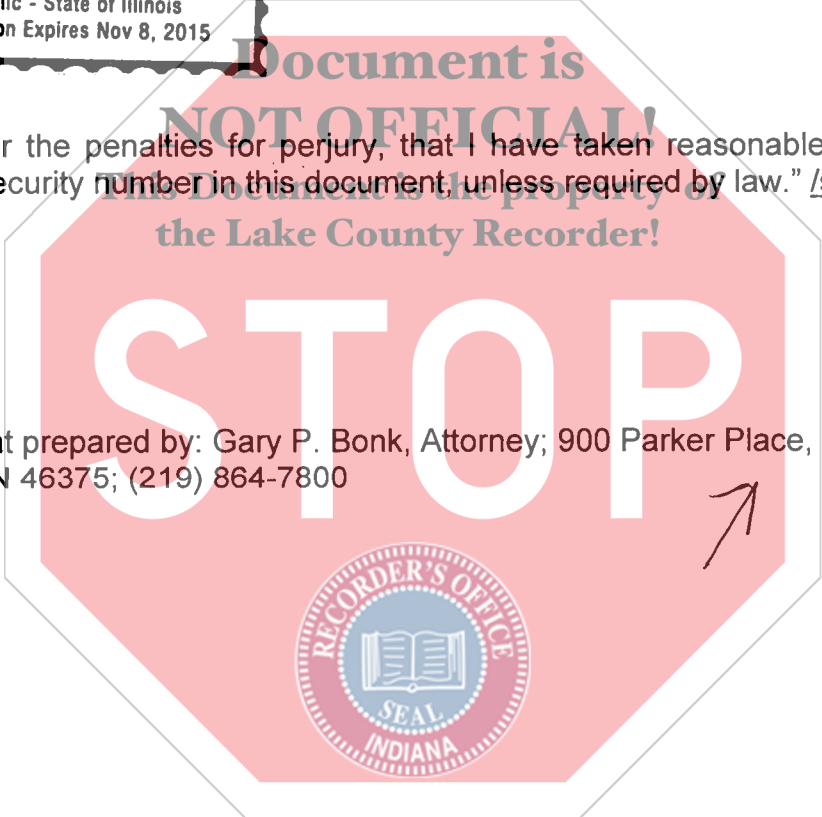 ic - State of Illinois
on Expires Nov 8, 2015
Document is
NOT OFFICIAL!
r the penalties for perjury, that I have taken reasonable
ecurity number in this document, unless required by law." /s
This Document is the property of
the Lake County Recorder!
STOP
t prepared by: Gary P. Bonk, Attorney; 900 Parker Place,
N 46375; (219) 864-7800
RECORDER'S OFFICE
SEAL
INDIANA